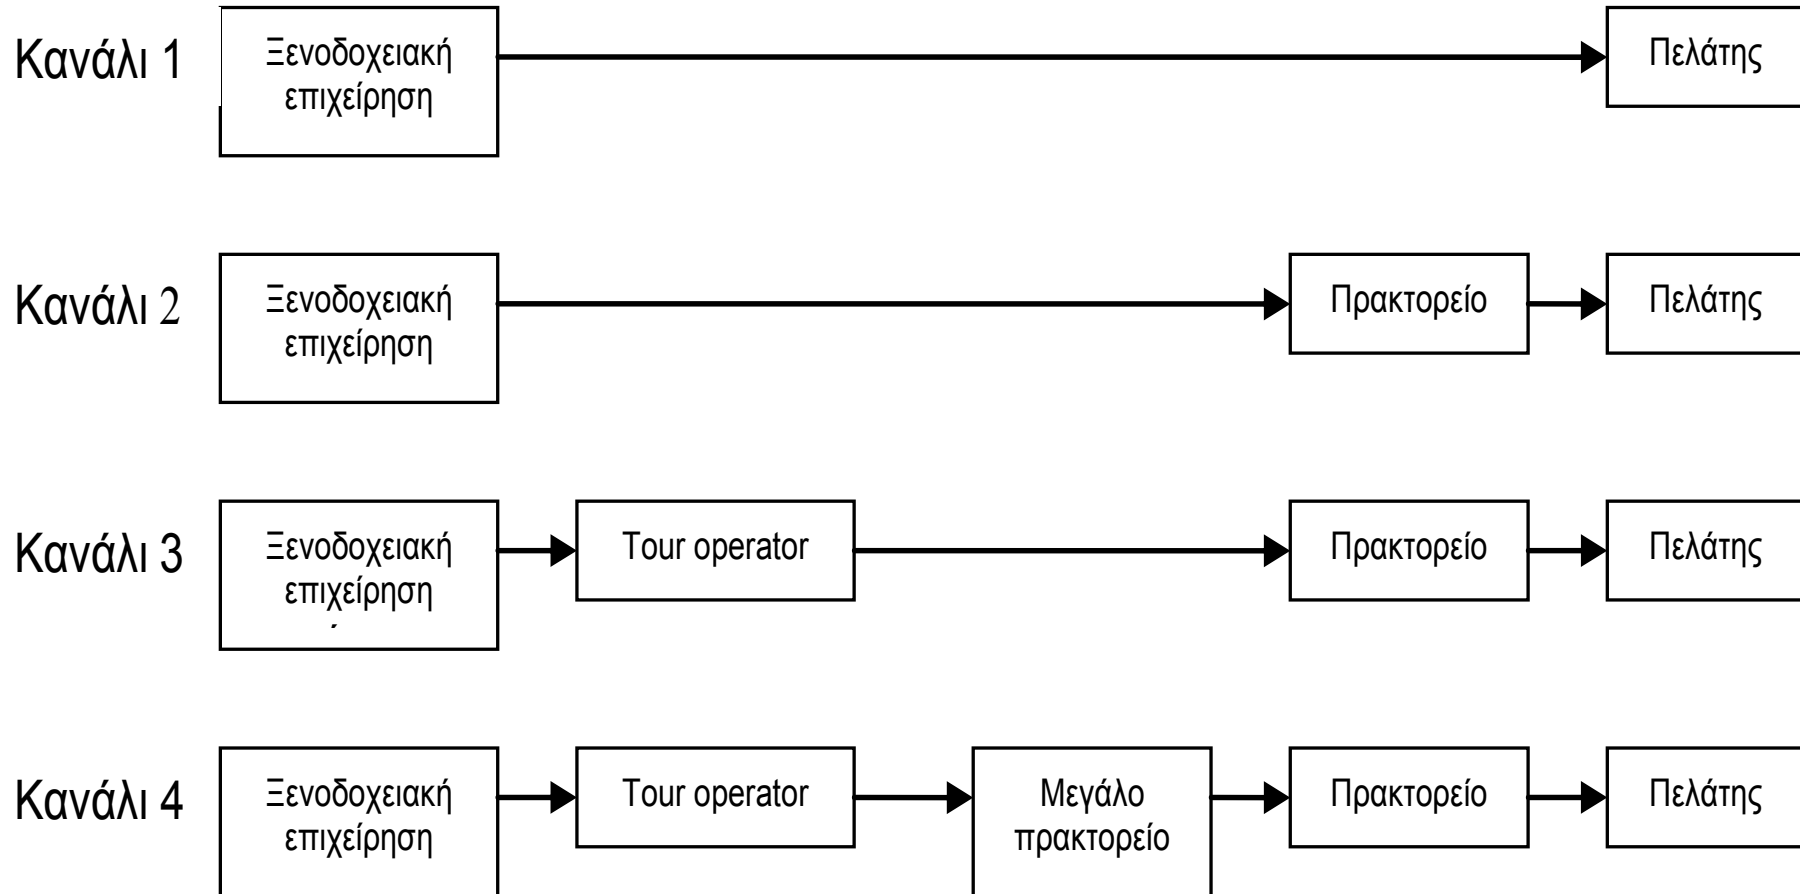 Κανάλι 1
Ξενοδοχειακή
επιχείρηση
Πελάτης
Κανάλι 2
Ξενοδοχειακή
επιχείρηση
Πρακτορείο
Πελάτης
Κανάλι 3
Ξενοδοχειακή
επιχείρηση
Tour operator
Πρακτορείο
Πελάτης
Κανάλι 4
Ξενοδοχειακή
επιχείρηση
Tour operator
Μεγάλο
πρακτορείο
Πρακτορείο
Πελάτης